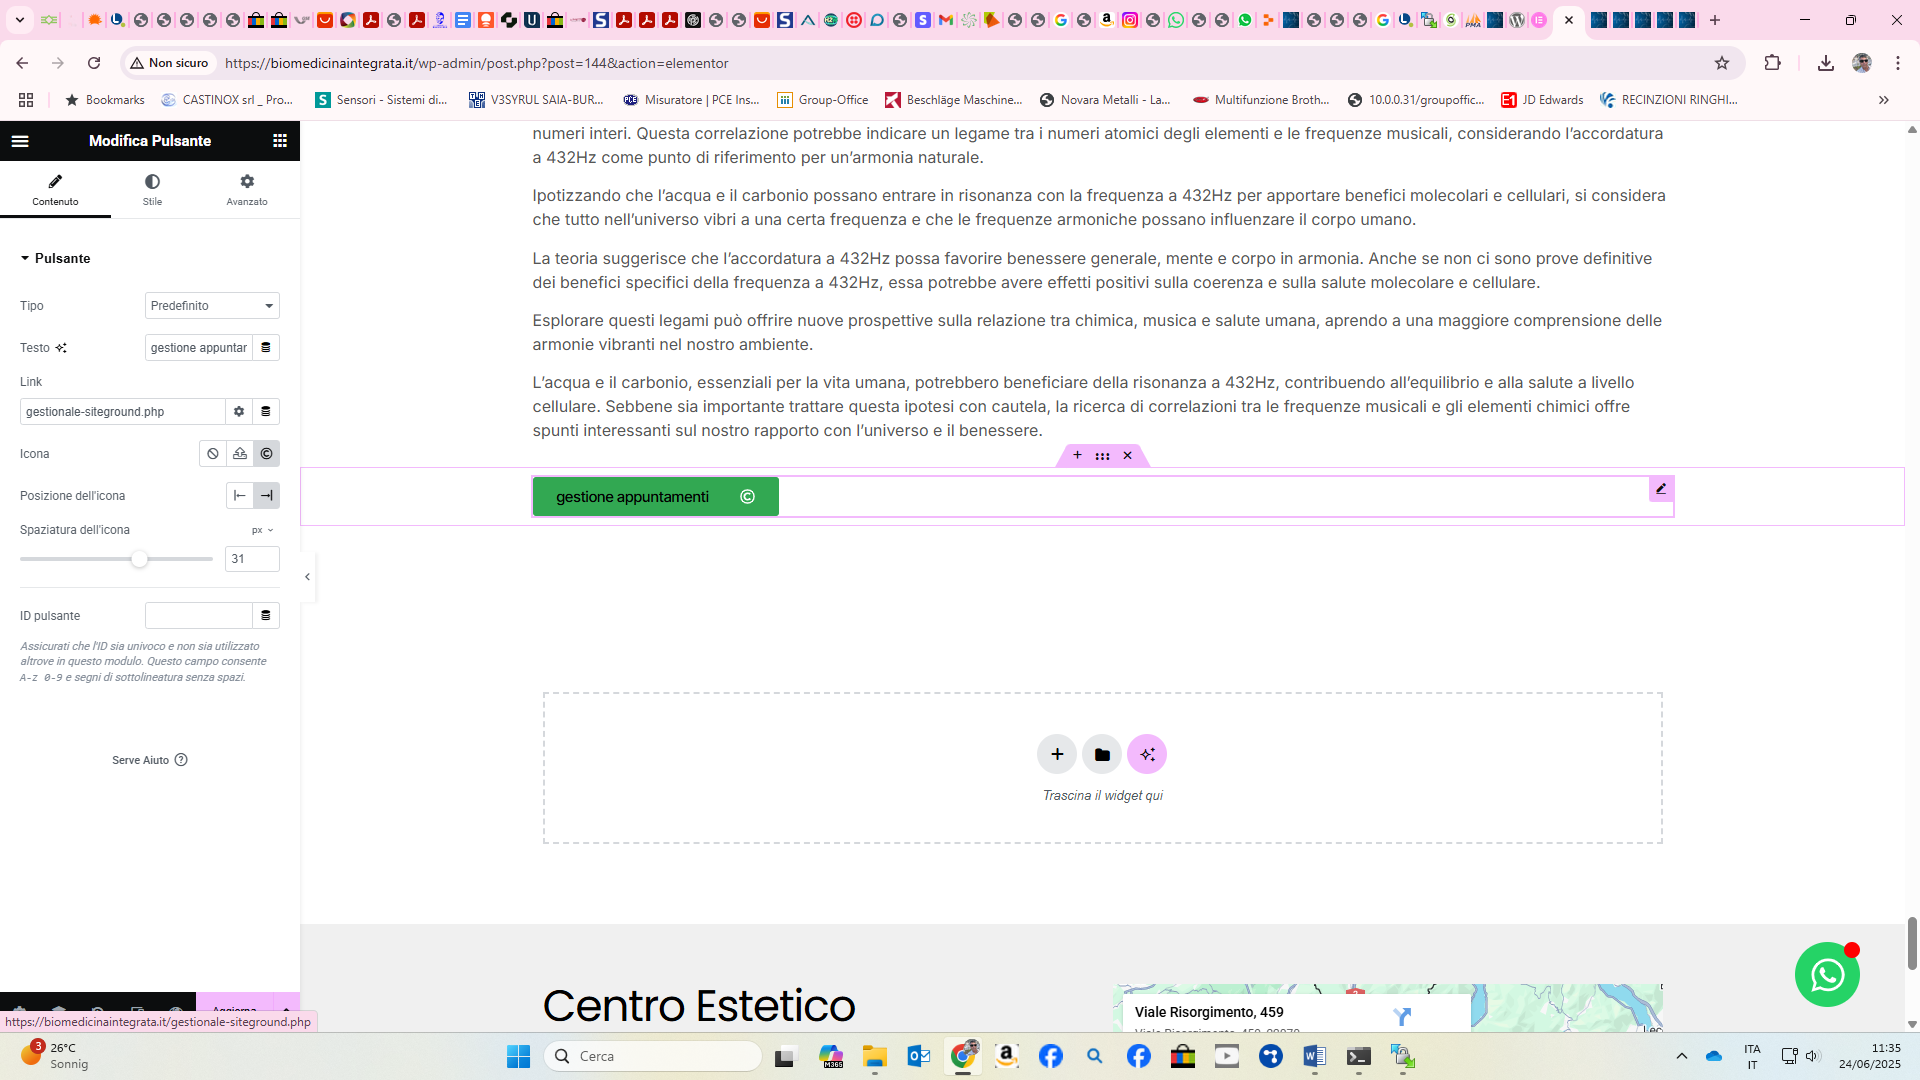 Non sicuro
https://biomedicinaintegrata.it/wp-admin/post.php?post=144&action=elementor
Bookmarks
CASTINOX srl _ Pro...
Sensori - Sistemi di...
V3SYRUL SAIA-BUR...
Misuratore | PCE Ins...
Group-Office
Beschläge Maschine...
Novara Metalli - La...
Multifunzione Broth...
10.0.0.31/groupoffic...
JD Edwards
RECINZIONI RINGHI...
Modifica Pulsante
Contenuto
Stile
Avanzato
Pulsante
Tipo
Predefinito
Testo
gestione appuntar
Link
gestionale-siteground.php
Icona
Posizione dell'icona
Spaziatura dell'icona
px
31
ID pulsante
Assicurati che l'ID sia univoco e non sia utilizzato
altrove in questo modulo. Questo campo consente
A-z 0-9 e segni di sottolineatura senza spazi.
Serve Aiuto
Aggiorna
https://biomedicinaintegrata.it/gestionale-siteground.php
numeri interi. Questa correlazione potrebbe indicare un legame tra i numeri atomici degli elementi e le frequenze musicali, considerando l’accordatura
a 432Hz come punto di riferimento per un’armonia naturale.
Ipotizzando che l’acqua e il carbonio possano entrare in risonanza con la frequenza a 432Hz per apportare benefici molecolari e cellulari, si considera
che tutto nell’universo vibri a una certa frequenza e che le frequenze armoniche possano influenzare il corpo umano.
La teoria suggerisce che l’accordatura a 432Hz possa favorire benessere generale, mente e corpo in armonia. Anche se non ci sono prove definitive
dei benefici specifici della frequenza a 432Hz, essa potrebbe avere effetti positivi sulla coerenza e sulla salute molecolare e cellulare.
Esplorare questi legami può offrire nuove prospettive sulla relazione tra chimica, musica e salute umana, aprendo a una maggiore comprensione delle
armonie vibranti nel nostro ambiente.
L’acqua e il carbonio, essenziali per la vita umana, potrebbero beneficiare della risonanza a 432Hz, contribuendo all’equilibrio e alla salute a livello
cellulare. Sebbene sia importante trattare questa ipotesi con cautela, la ricerca di correlazioni tra le frequenze musicali e gli elementi chimici offre
spunti interessanti sul nostro rapporto con l’universo e il benessere.
gestione appuntamenti
Trascina il widget qui
Centro Estetico
Viale Risorgimento, 459
3
26°C
Sonnig
Cerca
ITA
IT
11:35
24/06/2025